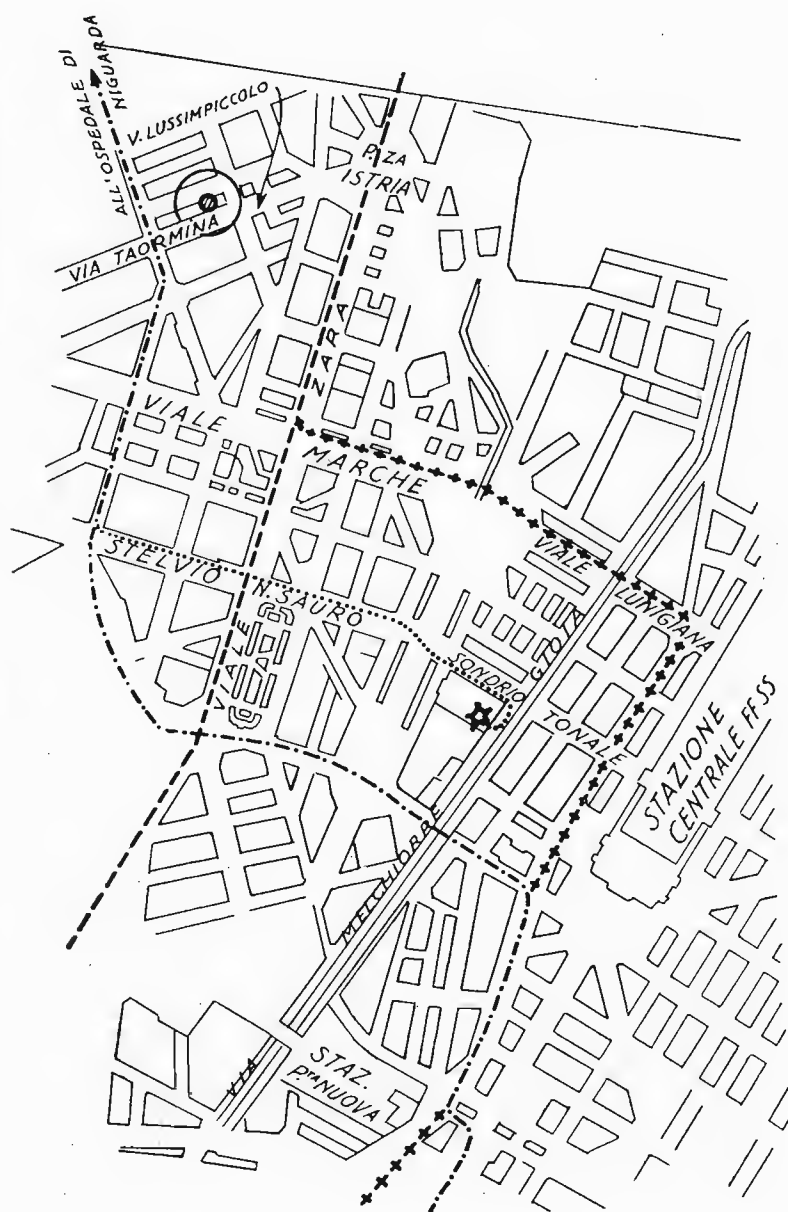 ALL'OSPEDALE DI
NIGUARDA
V. LUSSIMPICCOLO
P.ZA
ISTRIA
VIA TAORMINA
ZARA
VIALE
MARCHE
VIALE
LUNIGIANA
STELVIO
N. SAURO
VIALE
SONDRIO
GIOIA
TONALE
STAZIONE
CENTRALE FF SS
MELCHIORRE
VIA
STAZ.
P.TA NUOVA